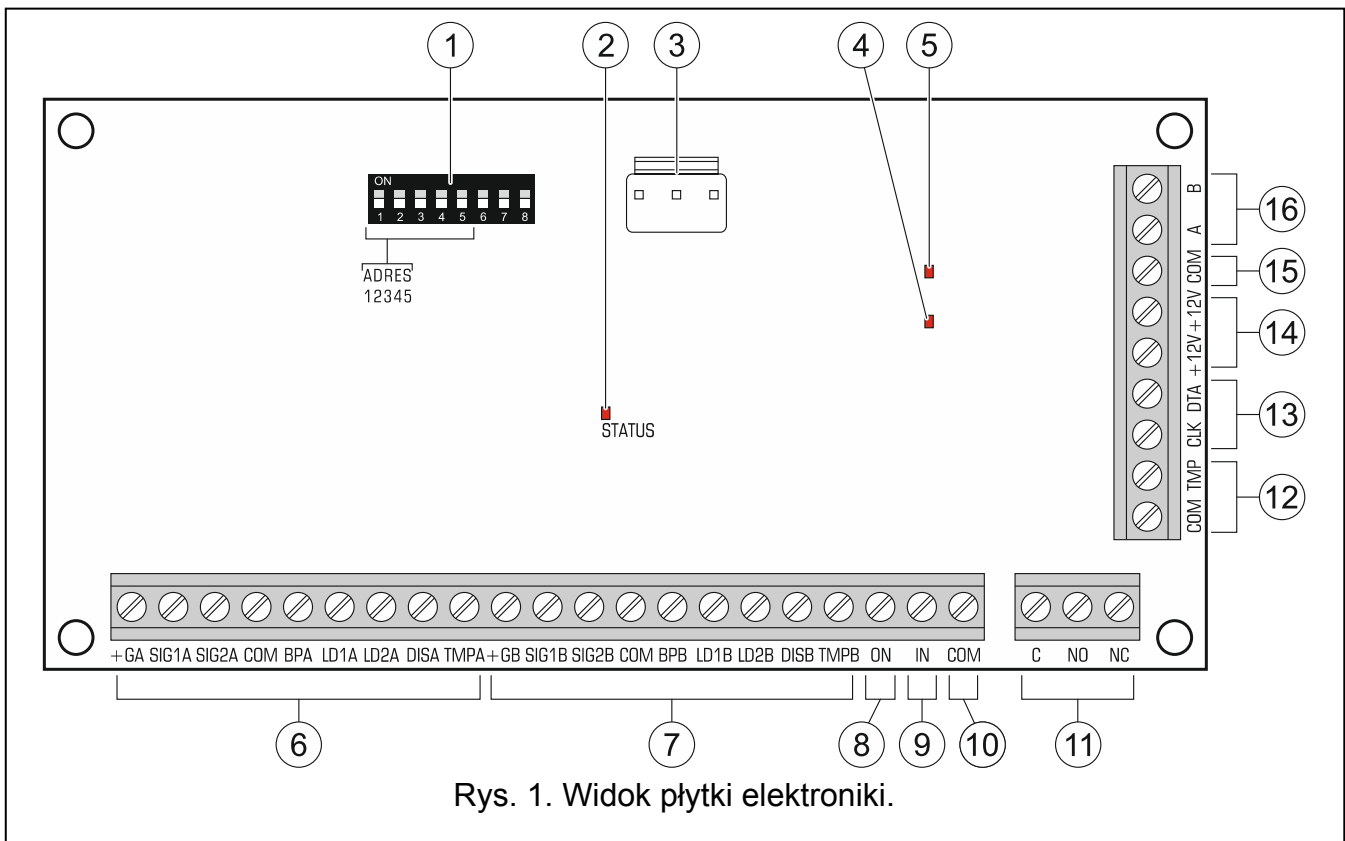 1 2 3 4 5
ON
1 2 3 4 5 6 7 8
ADRES
12345
STATUS
B
A
COM
+12V
+12V
DTA
CLK
TMP
COM
16
15
14
13
12
+GA SIG1A SIG2A COM BPA LD1A LD2A DISA TMPA +GB SIG1B SIG2B COM BPB LD1B LD2B DISB TMPB ON IN COM C NO NC
6 7 8 9 10 11
Rys. 1. Widok płytki elektroniki.